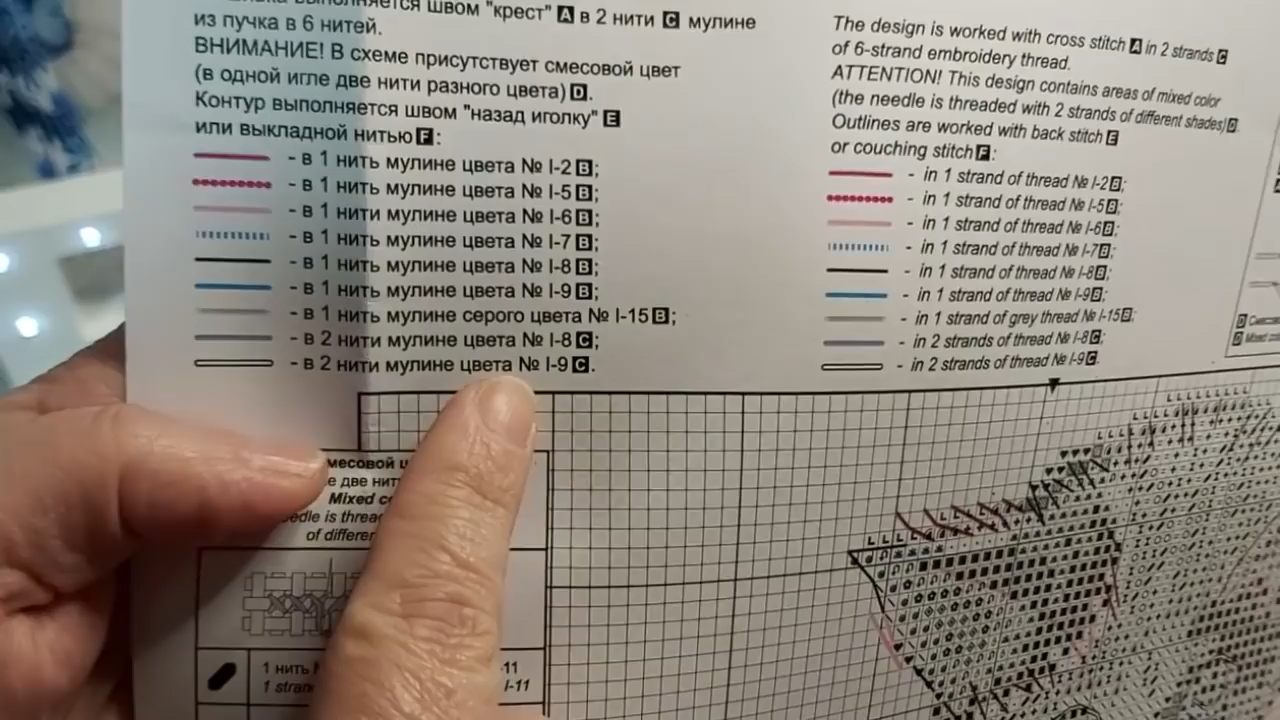 выполняется швом "крест" A в 2 нити C мулине
из пучка в 6 нитей.
ВНИМАНИЕ! В схеме присутствует смесовой цвет
(в одной игле две нити разного цвета) D.
Контур выполняется швом "назад иголку" E
или выкладной нитью F:
- в 1 нить мулине цвета № I-2 B;
- в 1 нить мулине цвета № I-5 B;
- в 1 нити мулине цвета № I-6 B;
- в 1 нити мулине цвета № I-7 B;
- в 1 нить мулине цвета № I-8 B;
- в 1 нить мулине цвета № I-9 B;
- в 1 нить мулине серого цвета № I-15 B;
- в 2 нити мулине цвета № I-8 C;
- в 2 нити мулине цвета № I-9 C.
The design is worked with cross stitch A in 2 strands C
of 6-strand embroidery thread.
ATTENTION! This design contains areas of mixed color
(the needle is threaded with 2 strands of different shades) D.
Outlines are worked with back stitch E
or couching stitch F:
- in 1 strand of thread № I-2 B;
- in 1 strand of thread № I-5 B;
- in 1 strand of thread № I-6 B;
- in 1 strand of thread № I-7 B;
- in 1 strand of thread № I-8 B;
- in 1 strand of thread № I-9 B;
- in 1 strand of grey thread № I-15 B;
- in 2 strands of thread № I-8 C;
- in 2 strands of thread № I-9 C.
две
Mixed
is
of
1 нить 11
1 I-11